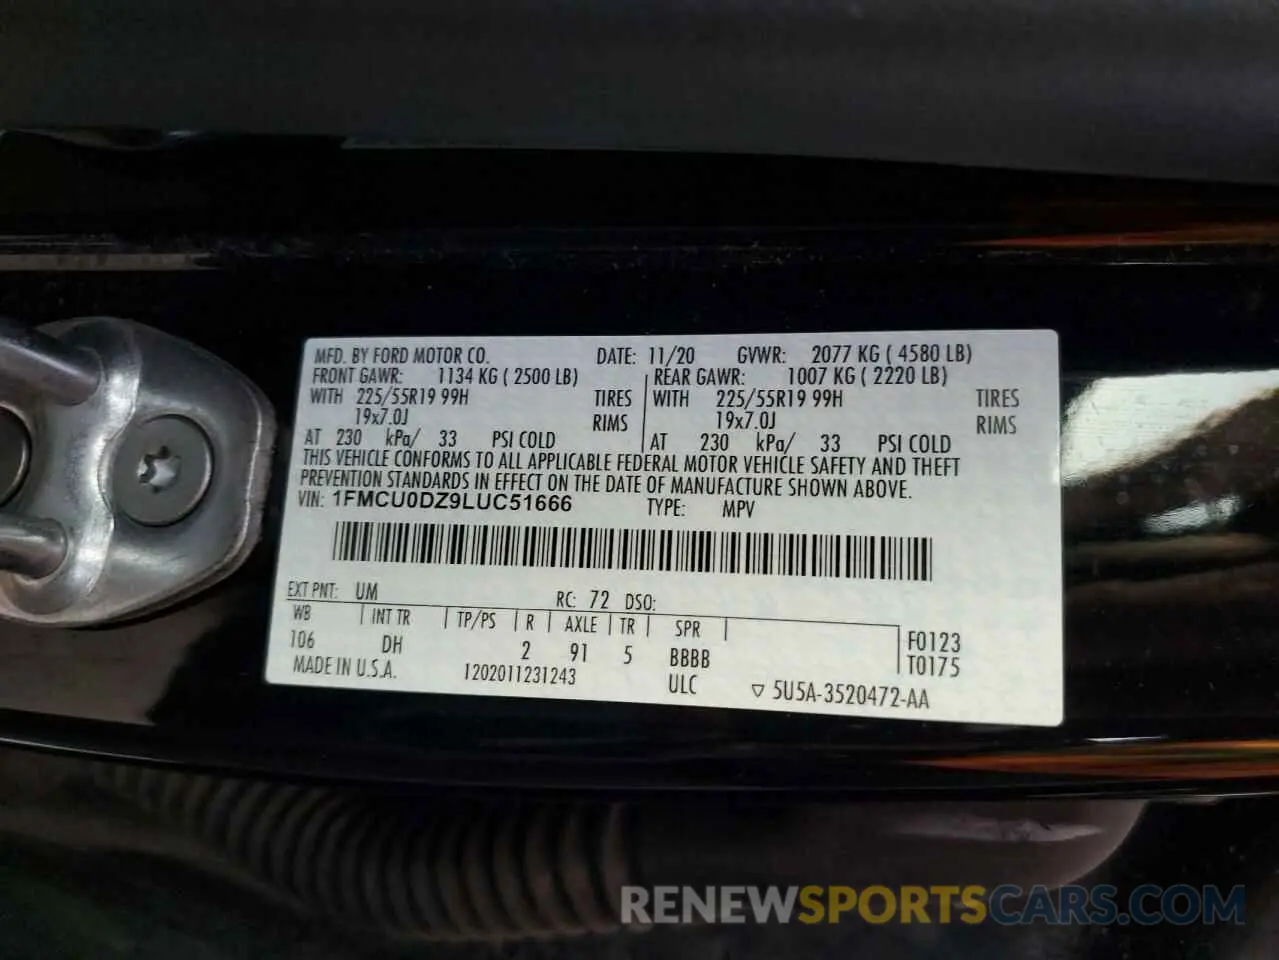 MFD. BY FORD MOTOR CO. DATE: 11/20 GVWR: 2077 KG ( 4580 LB)
FRONT GAWR: 1134 KG ( 2500 LB) REAR GAWR: 1007 KG ( 2220 LB)
WITH 225/55R19 99H TIRES WITH 225/55R19 99H TIRES
19x7.0J RIMS 19x7.0J RIMS
AT 230 kPa/ 33 PSI COLD AT 230 kPa/ 33 PSI COLD
THIS VEHICLE CONFORMS TO ALL APPLICABLE FEDERAL MOTOR VEHICLE SAFETY AND THEFT
PREVENTION STANDARDS IN EFFECT ON THE DATE OF MANUFACTURE SHOWN ABOVE.
VIN: 1FMCU0DZ9LUC51666 TYPE: MPV
EXT PNT: UM RC: 72 DSO:
WB INT TR TP/PS R AXLE TR SPR F0123
106 DH 2 91 5 BBBB T0175
MADE IN U.S.A. 1202011231243 ULC ▽ 5U5A-3520472-AA
RENEWSPORTSCARS.COM